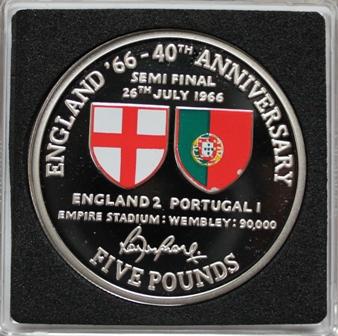 ENGLAND '66 - 40TH ANNIVERSARY
SEMI FINAL
26TH JULY 1966
ENGLAND 2 PORTUGAL 1
EMPIRE STADIUM: WEMBLEY: 90,000
FIVE POUNDS